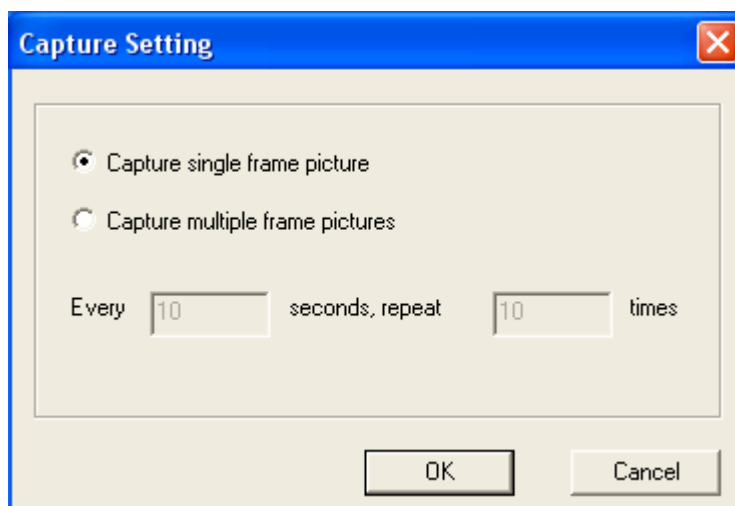 Capture Setting
Capture single frame picture
Capture multiple frame pictures
Every 10 seconds, repeat 10 times
OK Cancel